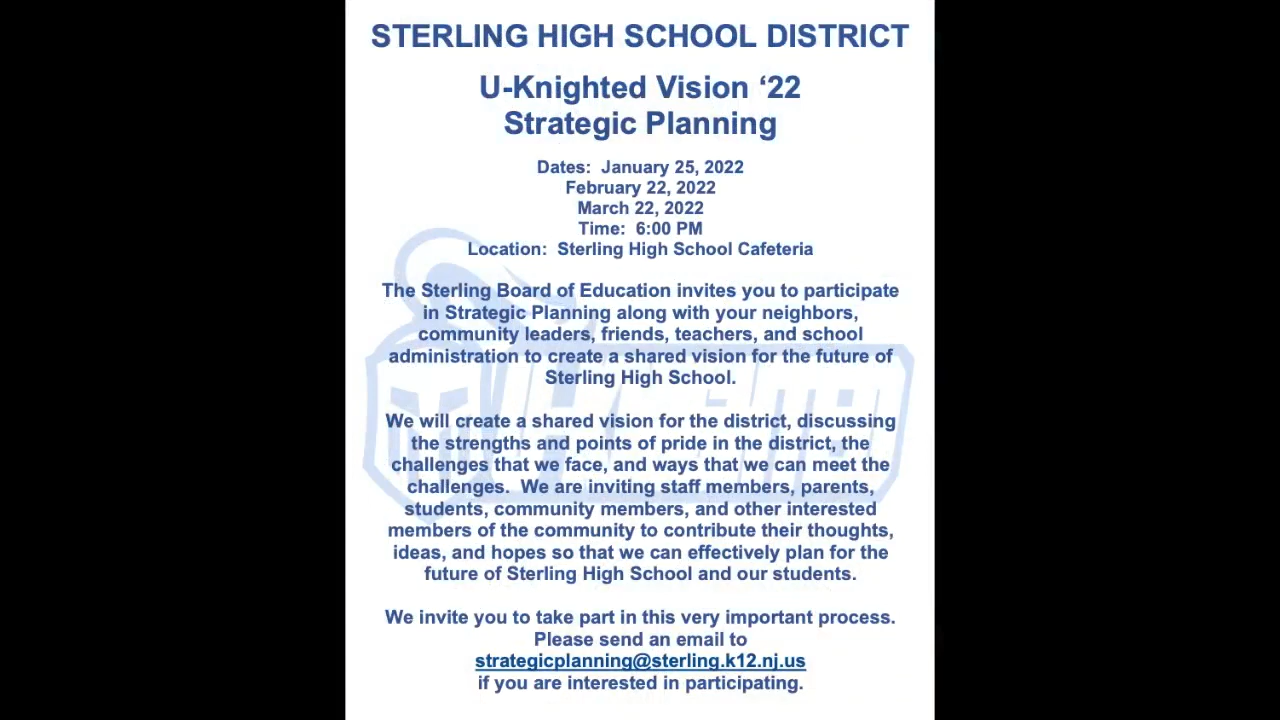 STERLING HIGH SCHOOL DISTRICT
U-Knighted Vision ‘22
Strategic Planning
Dates:  January 25, 2022
February 22, 2022
March 22, 2022
Time:  6:00 PM
Location:  Sterling High School Cafeteria
The Sterling Board of Education invites you to participate
in Strategic Planning along with your neighbors,
community leaders, friends, teachers, and school
administration to create a shared vision for the future of
Sterling High School.
We will create a shared vision for the district, discussing
the strengths and points of pride in the district, the
challenges that we face, and ways that we can meet the
challenges.  We are inviting staff members, parents,
students, community members, and other interested
members of the community to contribute their thoughts,
ideas, and hopes so that we can effectively plan for the
future of Sterling High School and our students.
We invite you to take part in this very important process.
Please send an email to
strategicplanning@sterling.k12.nj.us
if you are interested in participating.